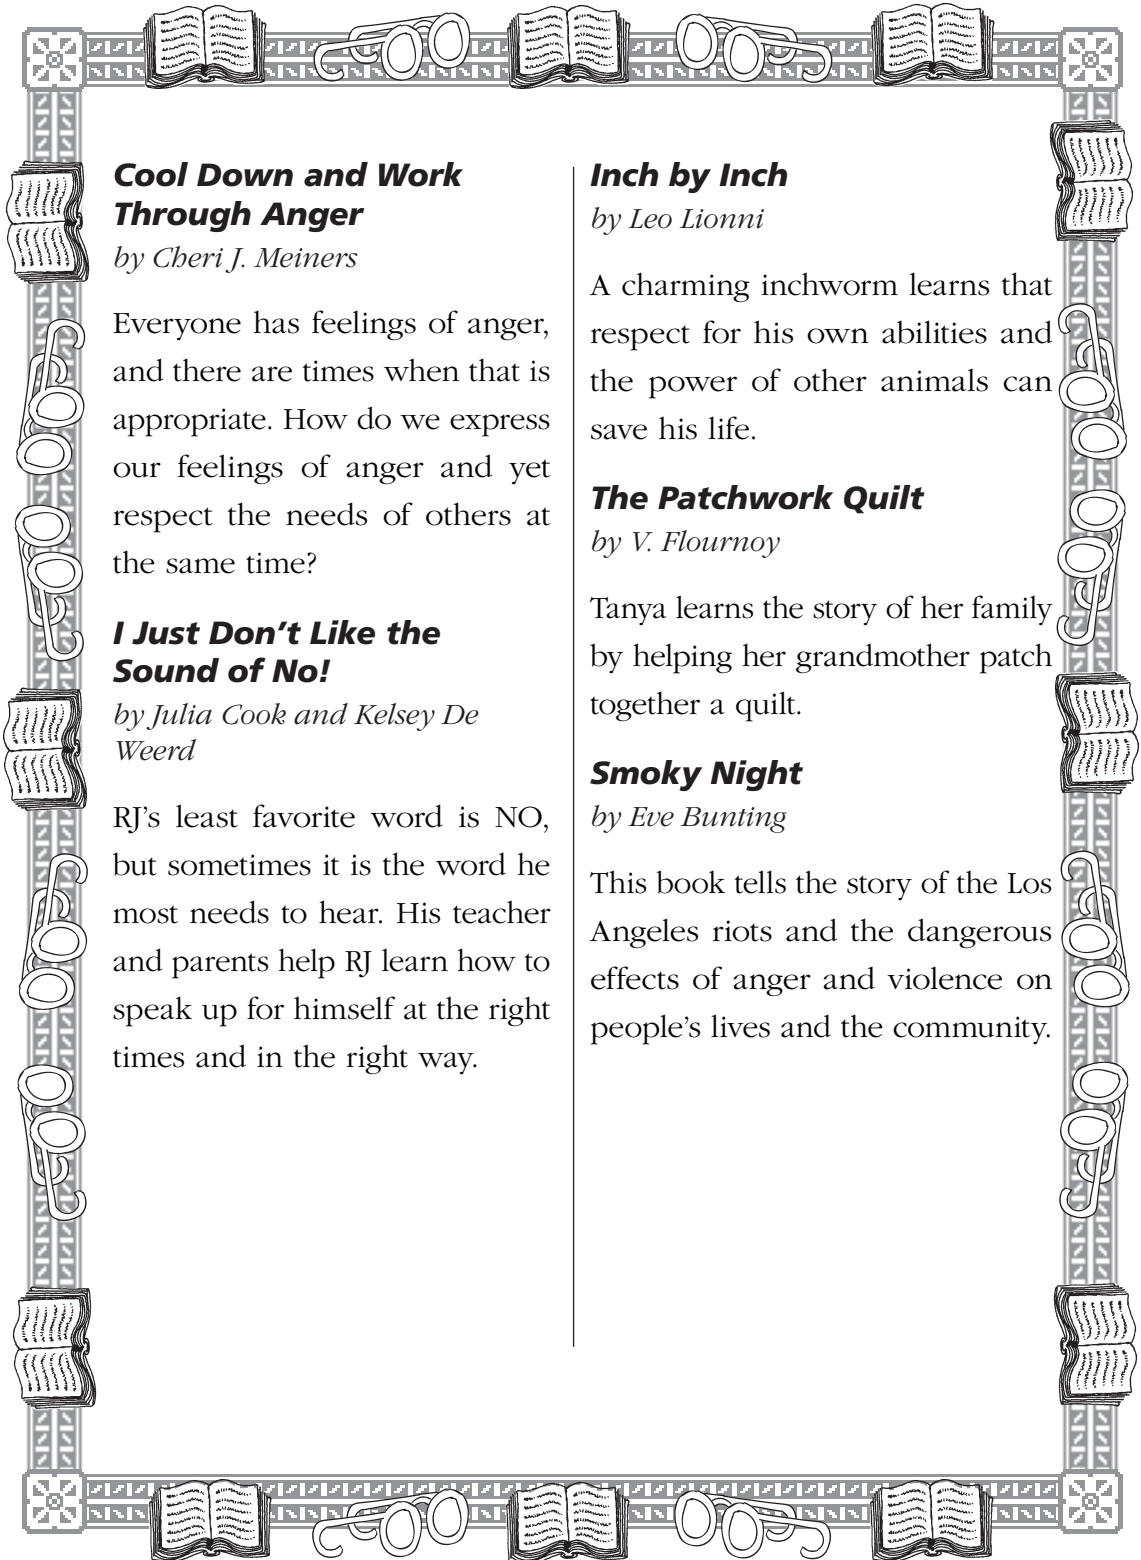 Cool Down and Work
Through Anger
by Cheri J. Meiners
Everyone has feelings of anger,
and there are times when that is
appropriate. How do we express
our feelings of anger and yet
respect the needs of others at
the same time?
I Just Don’t Like the
Sound of No!
by Julia Cook and Kelsey De
Weerd
RJ’s least favorite word is NO,
but sometimes it is the word he
most needs to hear. His teacher
and parents help RJ learn how to
speak up for himself at the right
times and in the right way.
Inch by Inch
by Leo Lionni
A charming inchworm learns that
respect for his own abilities and
the power of other animals can
save his life.
The Patchwork Quilt
by V. Flournoy
Tanya learns the story of her family
by helping her grandmother patch
together a quilt.
Smoky Night
by Eve Bunting
This book tells the story of the Los
Angeles riots and the dangerous
effects of anger and violence on
people’s lives and the community.